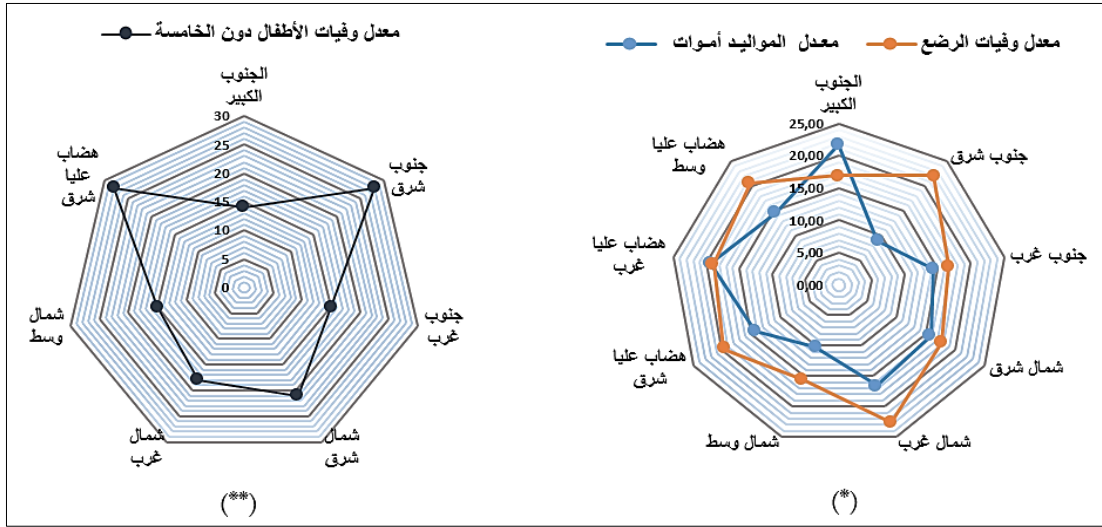 معدل وفيات الرضع
معدل المواليد أموات
الجنوب
الكبير
25,00
20,00
15,00
10,00
5,00
0,00
جنوب شرق
جنوب غرب
شمال شرق
شمال غرب
شمال وسط
هضاب عليا
شرق
هضاب عليا
غرب
هضاب عليا
وسط
(*)
معدل وفيات الأطفال دون الخامسة
الجنوب
الكبير
30
25
20
15
10
5
0
جنوب
شرق
جنوب
غرب
شمال
شرق
شمال
غرب
شمال
وسط
هضاب
عليا
شرق
(**)